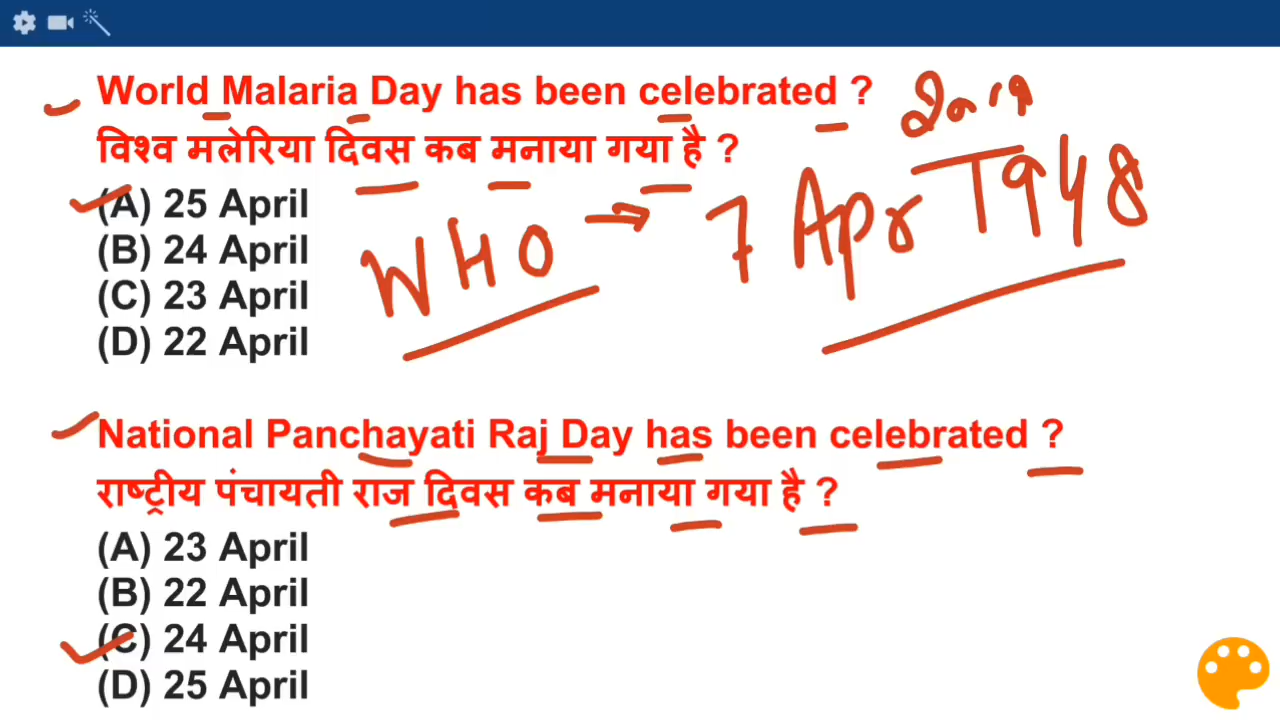 World Malaria Day has been celebrated ?
विश्व मलेरिया दिवस कब मनाया गया है ?
(A) 25 April
(B) 24 April
(C) 23 April
(D) 22 April
WHO → 7 Apr 1948
National Panchayati Raj Day has been celebrated ?
राष्ट्रीय पंचायती राज दिवस कब मनाया गया है ?
(A) 23 April
(B) 22 April
(C) 24 April
(D) 25 April